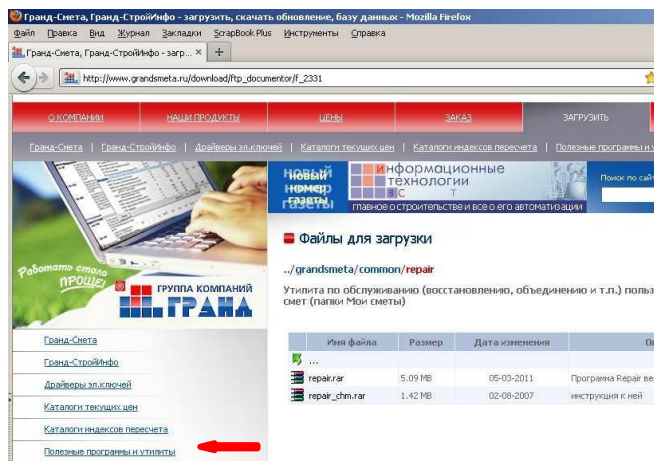 Гранд-Смета, Гранд-СтройИнфо - загрузить, скачать обновление, базу данных - Mozilla Firefox
Файл Правка Вид Журнал Закладки ScrapBook Plus Инструменты Справка
Гранд-Смета, Гранд-СтройИнфо - загр... × +
http://www.grandsmeta.ru/download/ftp_documentor/f_2331
О КОМПАНИИ НАШИ ПРОДУКТЫ ЦЕНЫ ЗАКАЗ ЗАГРУЗИТЬ
Гранд-Смета | Гранд-СтройИнфо | Драйверы эл.ключей | Каталоги текущих цен | Каталоги индексов пересчета | Полезные программы и
новый номер газеты
Информационные
технологии
ВС Т
главное о строительстве и все о его автоматизации
Поиск по сай
Работать стало
ПРОЩЕ!
ГРУППА КОМПАНИЙ
ГРАНД
Файлы для загрузки
../grandsmeta/common/repair
Утилита по обслуживанию (восстановлению, объединению и т.п.) польз
смет (папки Мои сметы)
Имя файла Размер Дата изменения
...
repair.rar 5.09 MB 05-03-2011 Программа Repair ве
repair_chm.rar 1.42 MB 02-08-2007 инструкция к ней
Гранд-Смета
Гранд-СтройИнфо
Драйверы эл.ключей
Каталоги текущих цен
Каталоги индексов пересчета
Полезные программы и утилиты